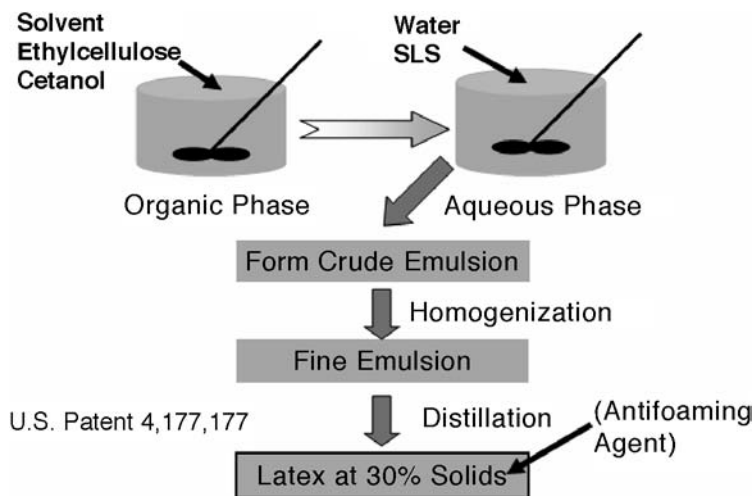 Solvent
Ethylcellulose
Cetanol
Water
SLS
Organic Phase
Aqueous Phase
Form Crude Emulsion
Homogenization
Fine Emulsion
U.S. Patent 4,177,177
Distillation
(Antifoaming
Agent)
Latex at 30% Solids